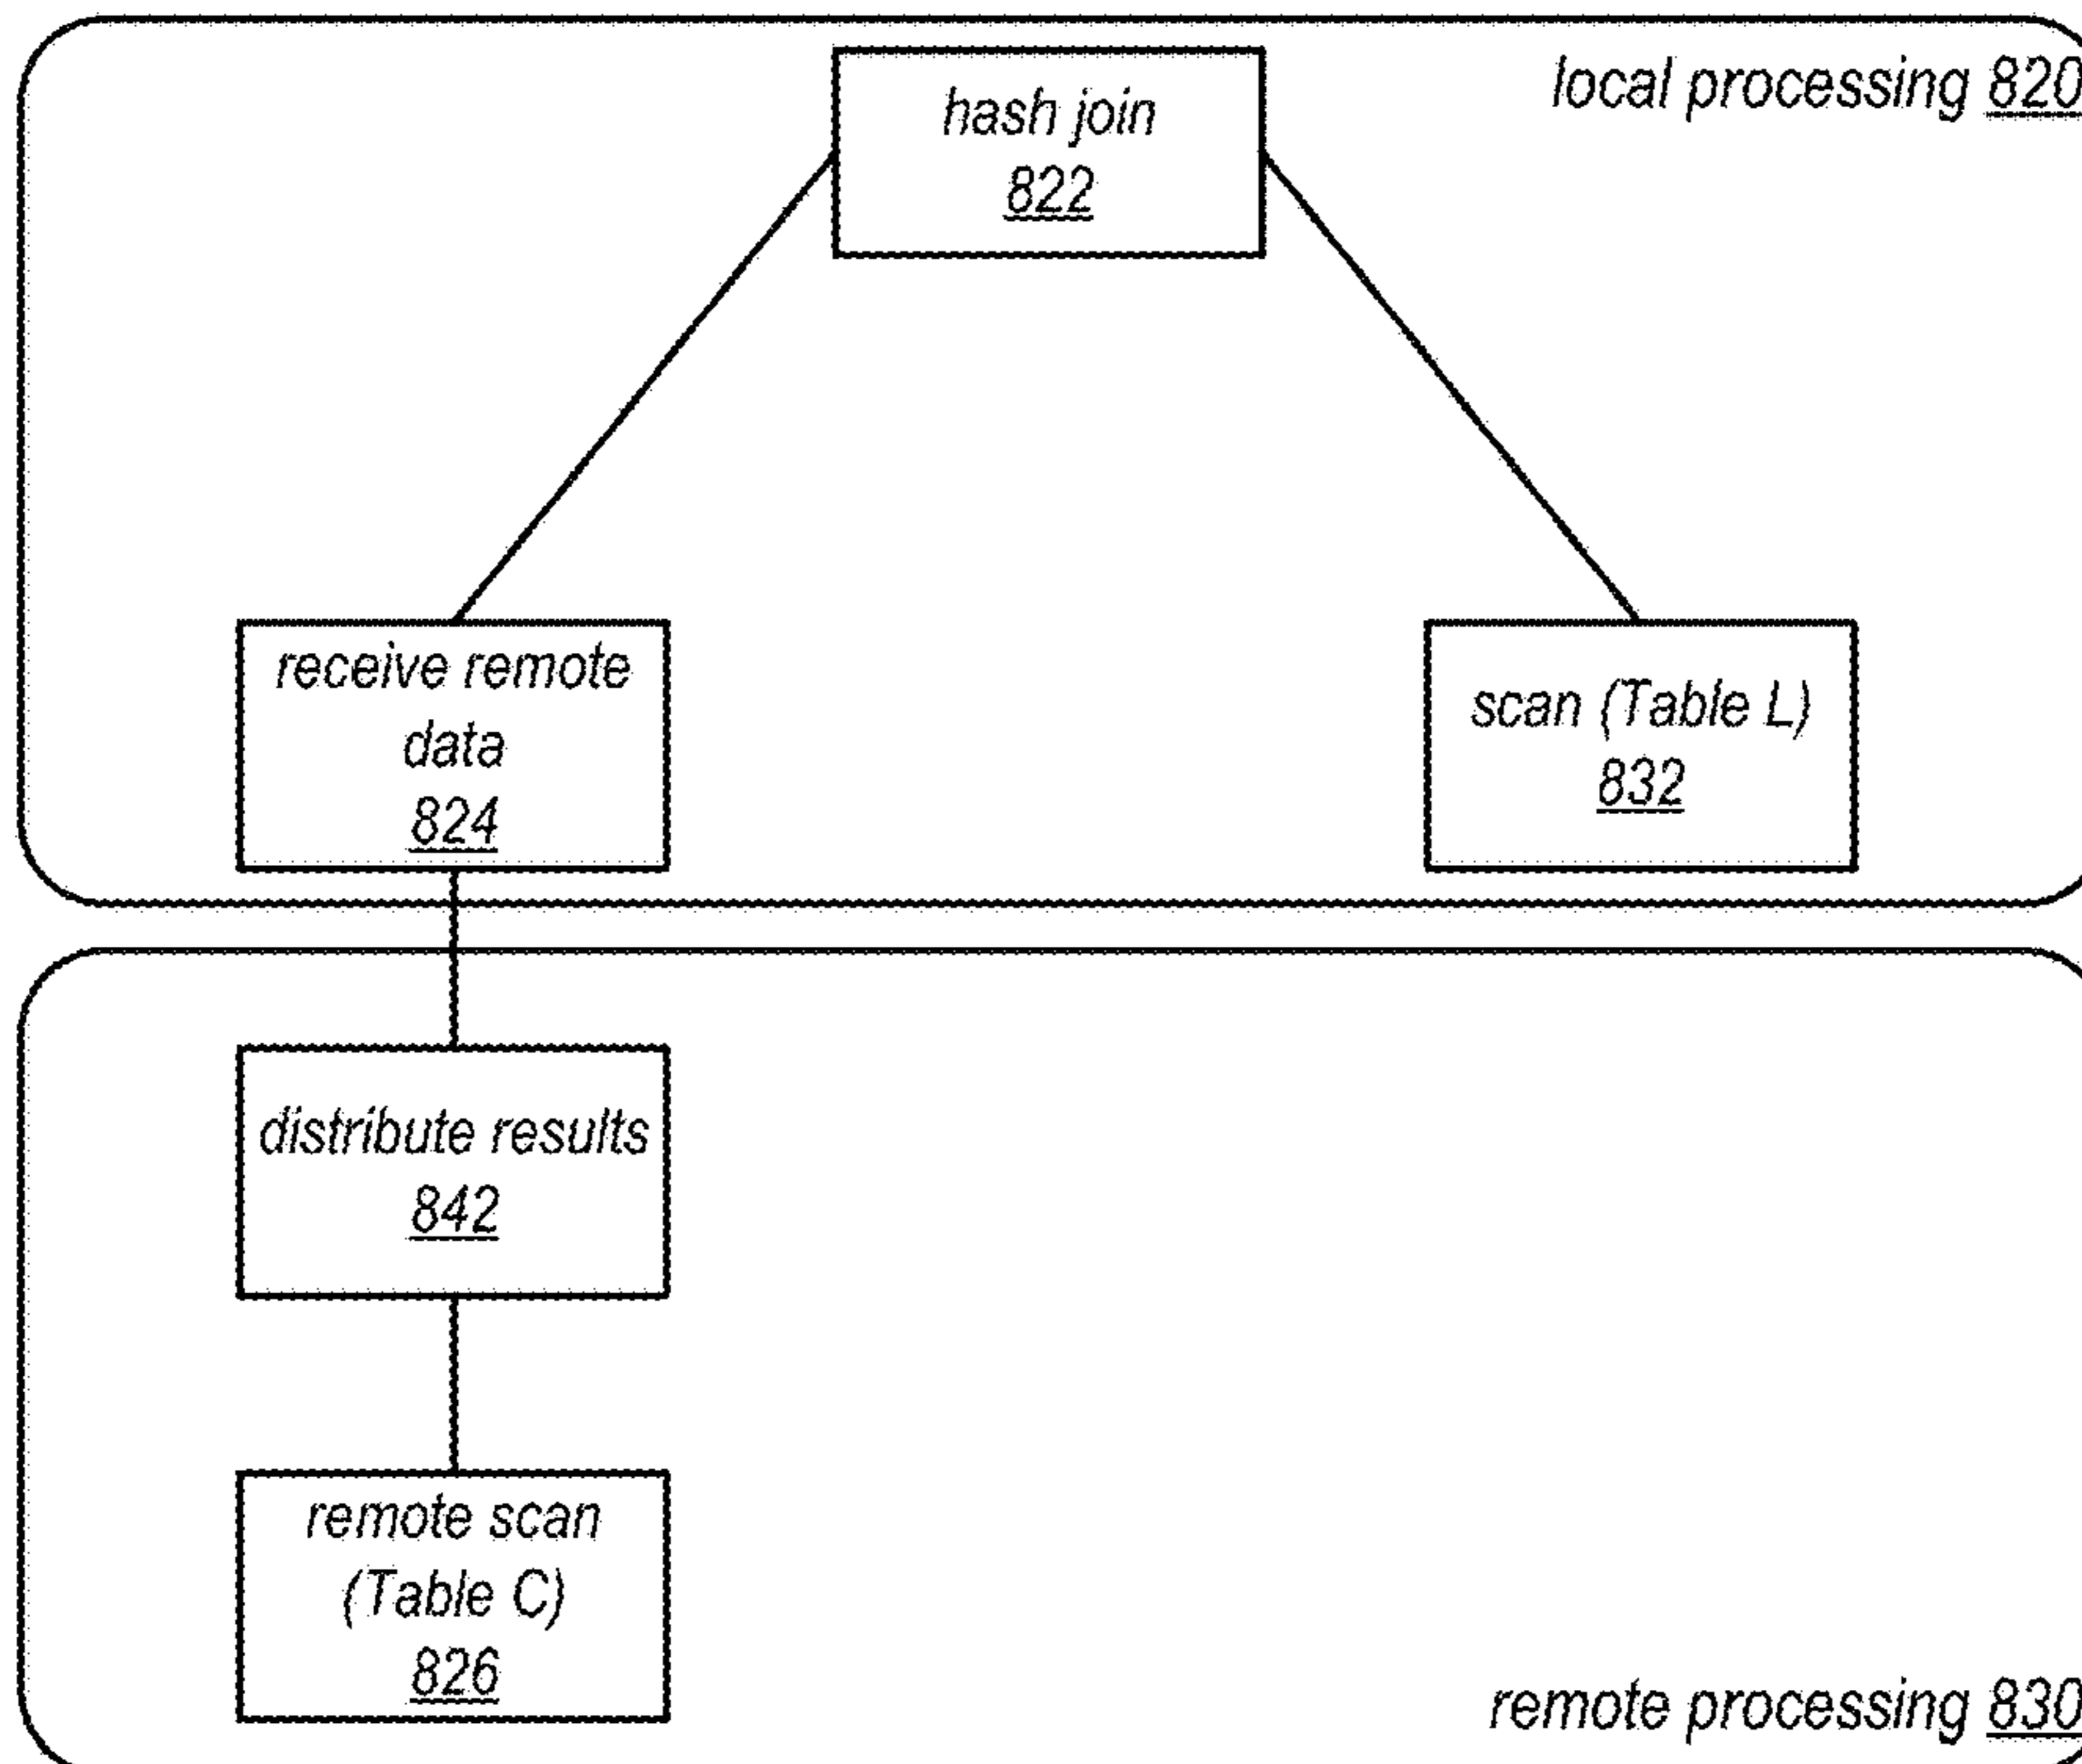 local processing 820
hash join
822
receive remote
data
824
scan (Table L)
832
distribute results
842
remote scan
(Table C)
826
remote processing 830